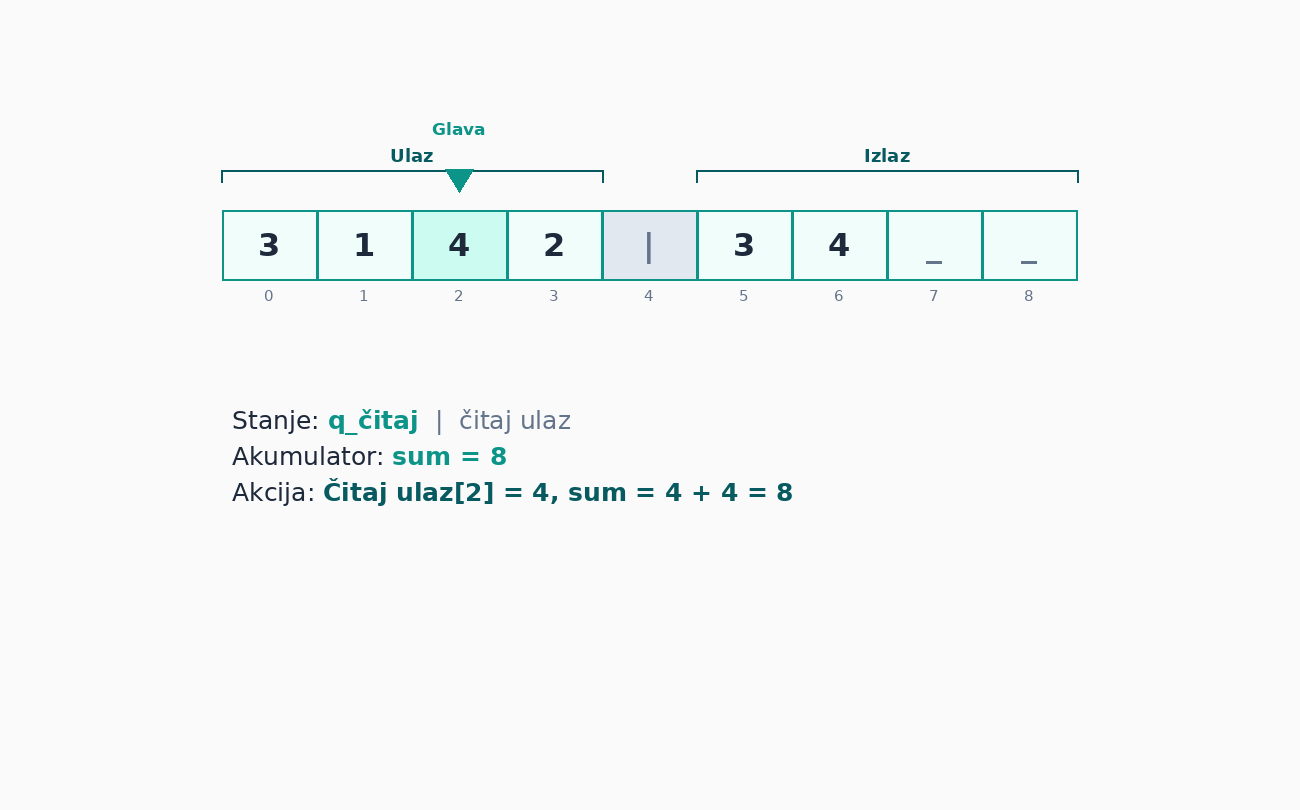 Glava
Ulaz Izlaz
3 1 4 2 | 3 4 _ _
0 1 2 3 4 5 6 7 8
Stanje: q_čitaj | čitaj ulaz
Akumulator: sum = 8
Akcija: Čitaj ulaz[2] = 4, sum = 4 + 4 = 8